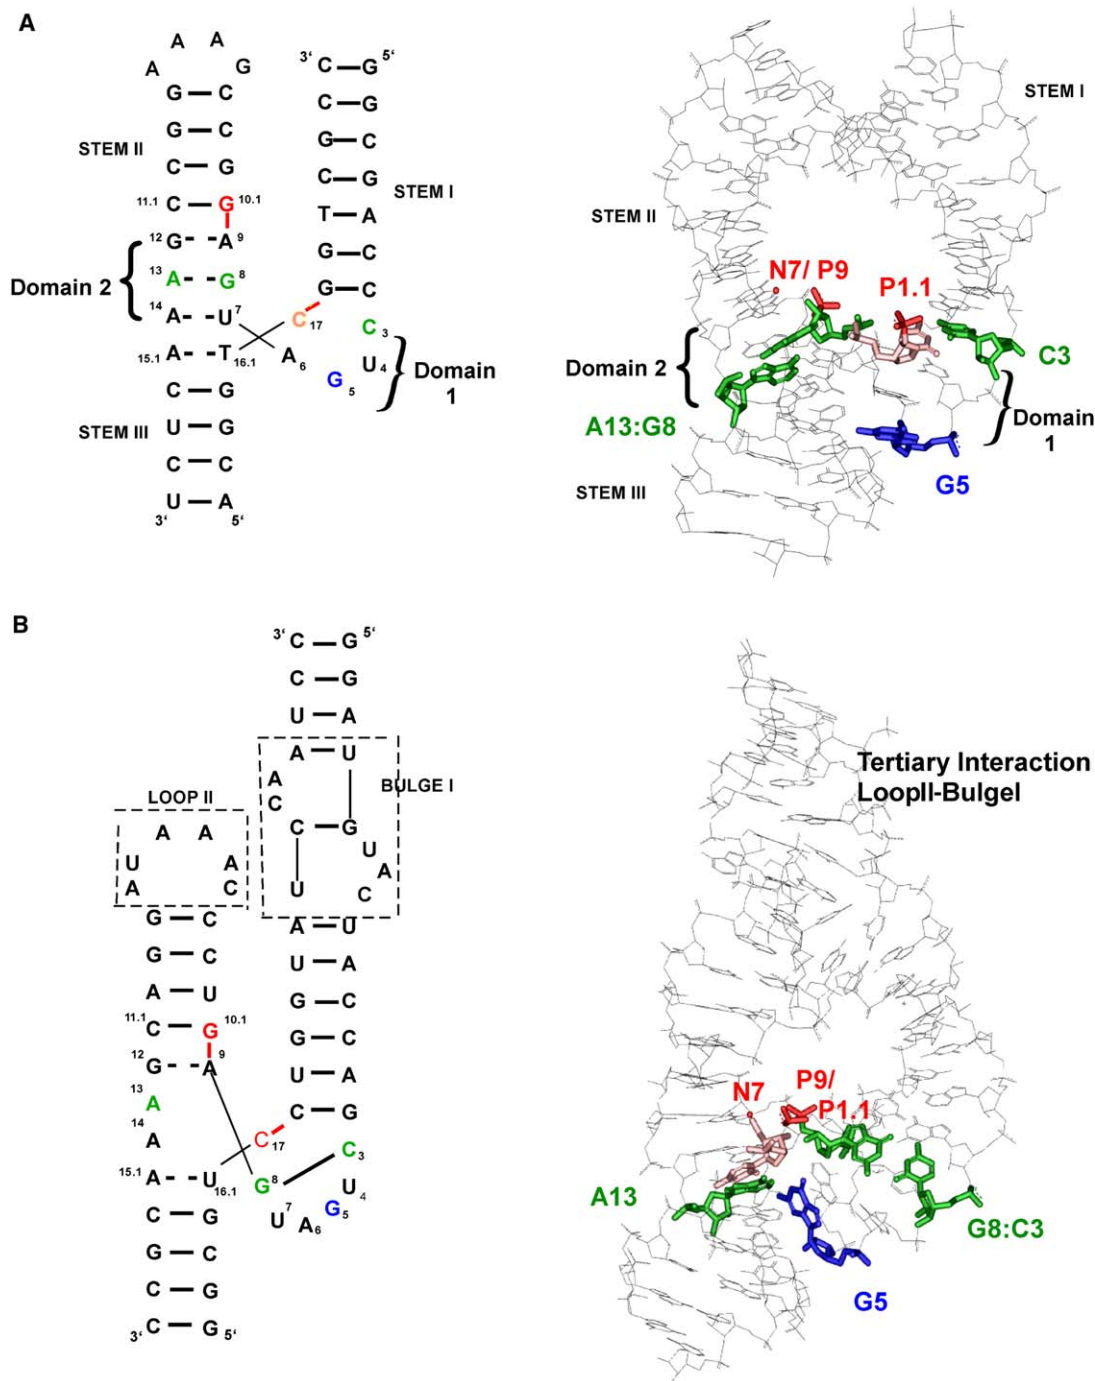 A
A A
A G
3' C G 5'
G C
C G
G C
G C
STEM II
STEM I
C G
C G
11.1 C G 10.1
T A
12 G A 9
G C
Domain 2
13 A G 8
G C
14 A U 7
C 17
C 3
15.1 A T 16.1
A 6
U 4
G 5
Domain
1
C G
STEM III
U G
C C
U A
3' 5'
STEM I
STEM II
N7/ P9
P1.1
Domain 2
C3
A13:G8
Domain
1
G5
STEM III
B
3' C G 5'
C G
U A
A U
A
C
BULGE I
LOOP II
A A
C G
U A
U
A
A C
U
C
G C
A U
G C
U A
A U
G C
11.1 C G 10.1
G C
12 G A 9
U A
13 A
C G
14 A
C 17
C 3
15.1 A U 16.1
G 8
U 4
U 7
A 6
G 5
C G
G C
C G
3' C G 5'
Tertiary Interaction
LoopII-BulgeI
N7
P9/
P1.1
A13
G8:C3
G5